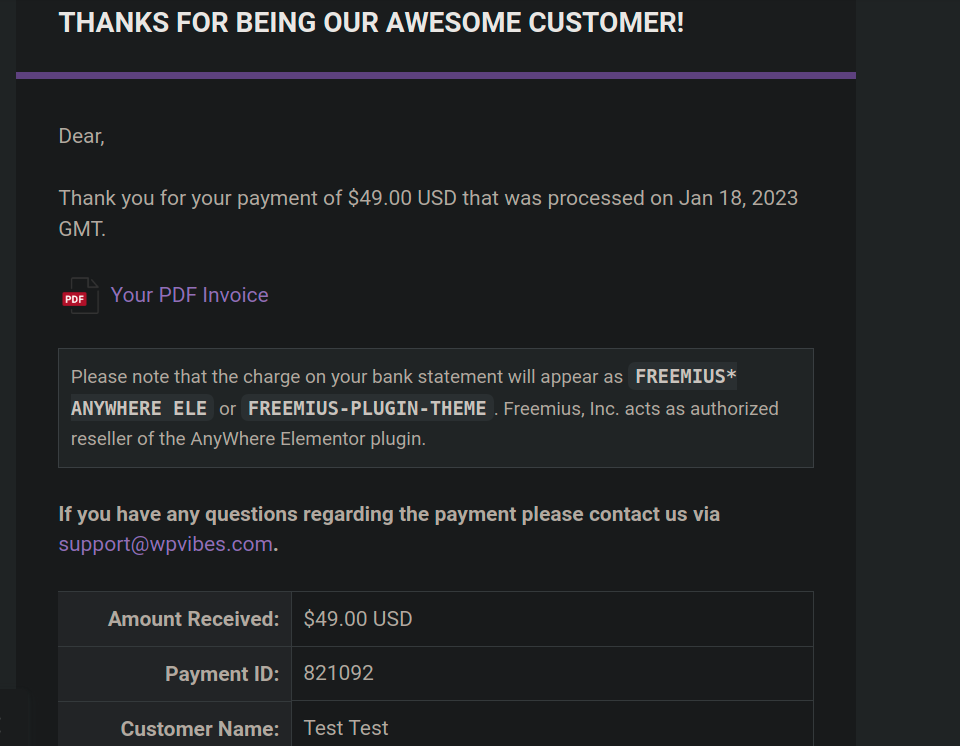 THANKS FOR BEING OUR AWESOME CUSTOMER!
Dear,
Thank you for your payment of $49.00 USD that was processed on Jan 18, 2023
GMT.
PDF Your PDF Invoice
Please note that the charge on your bank statement will appear as FREEMIUS*
ANYWHERE ELE or FREEMIUS-PLUGIN-THEME . Freemius, Inc. acts as authorized
reseller of the AnyWhere Elementor plugin.
If you have any questions regarding the payment please contact us via
support@wpvibes.com.
Amount Received: $49.00 USD
Payment ID: 821092
Customer Name: Test Test